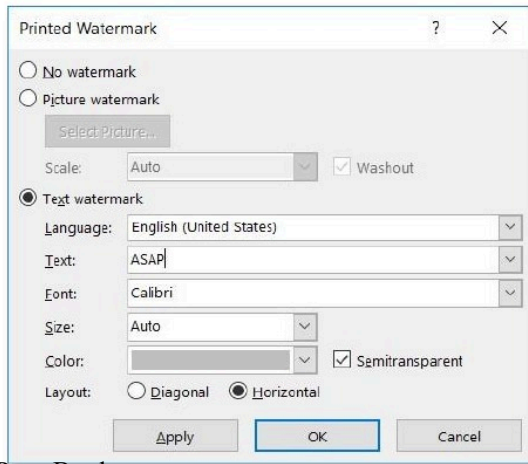 Printed Watermark ? ×
No watermark
Picture watermark
Select Picture...
Scale: Auto Washout
Text watermark
Language: English (United States)
Text: ASAP
Font: Calibri
Size: Auto
Color: Semitransparent
Layout: Diagonal Horizontal
Apply OK Cancel